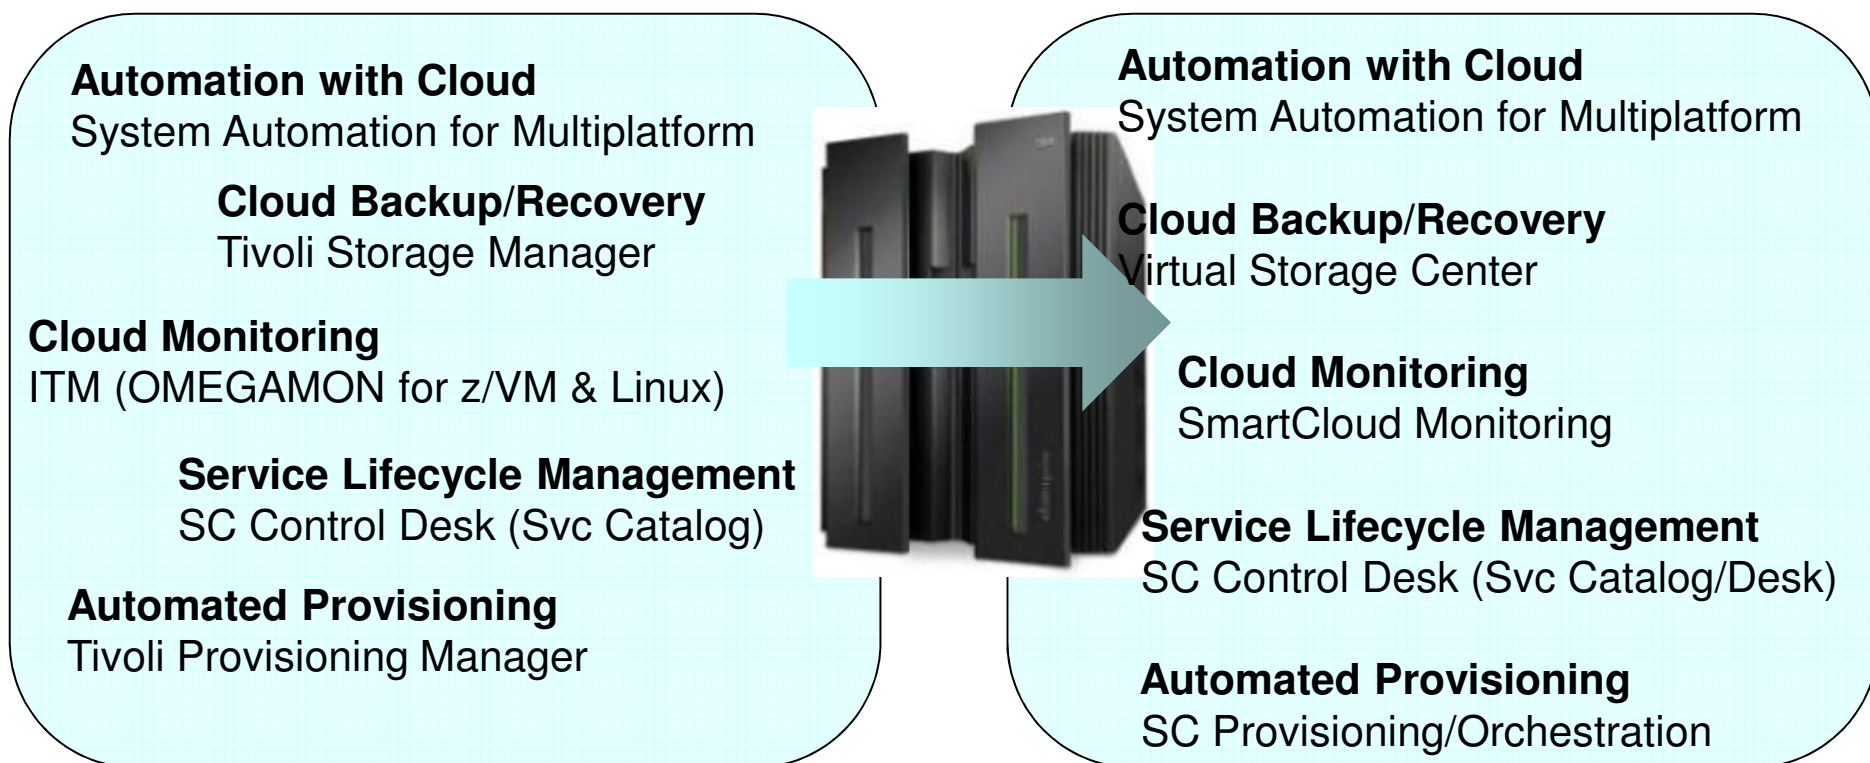 Automation with Cloud
System Automation for Multiplatform
Cloud Backup/Recovery
Tivoli Storage Manager
Cloud Monitoring
ITM (OMEGAMON for z/VM & Linux)
Service Lifecycle Management
SC Control Desk (Svc Catalog)
Automated Provisioning
Tivoli Provisioning Manager
Automation with Cloud
System Automation for Multiplatform
Cloud Backup/Recovery
Virtual Storage Center
Cloud Monitoring
SmartCloud Monitoring
Service Lifecycle Management
SC Control Desk (Svc Catalog/Desk)
Automated Provisioning
SC Provisioning/Orchestration